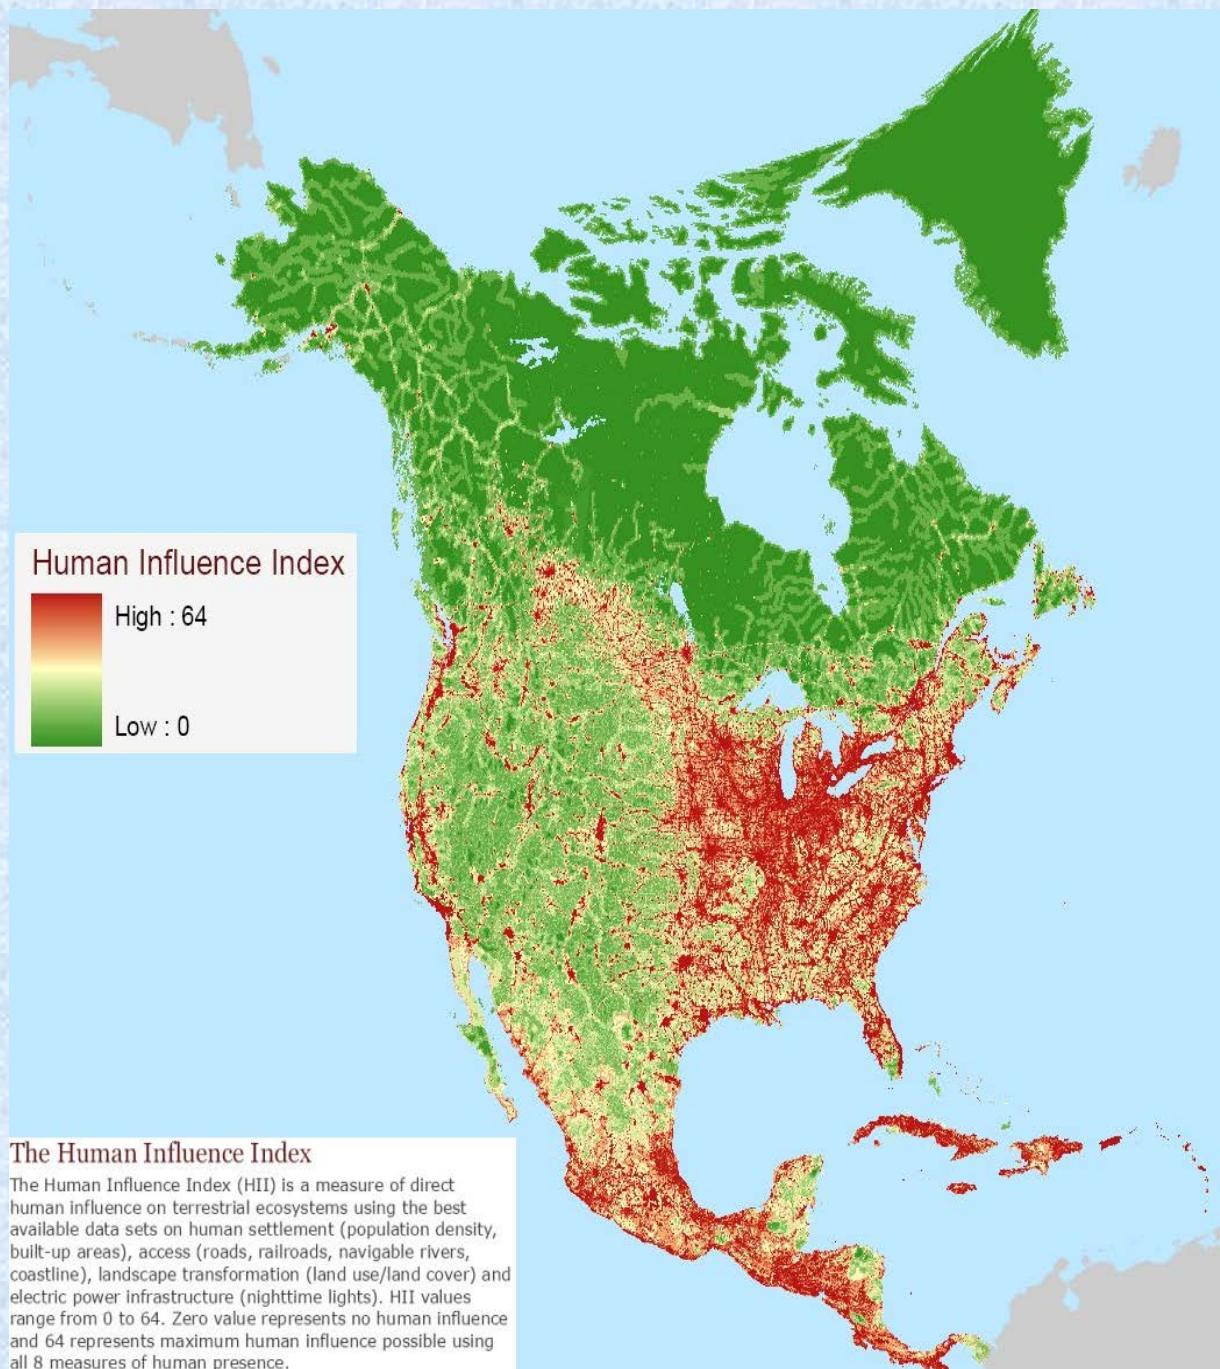 Human Influence Index
High : 64
Low : 0
The Human Influence Index
The Human Influence Index (HII) is a measure of direct
human influence on terrestrial ecosystems using the best
available data sets on human settlement (population density,
built-up areas), access (roads, railroads, navigable rivers,
coastline), landscape transformation (land use/land cover) and
electric power infrastructure (nighttime lights). HII values
range from 0 to 64. Zero value represents no human influence
and 64 represents maximum human influence possible using
all 8 measures of human presence.